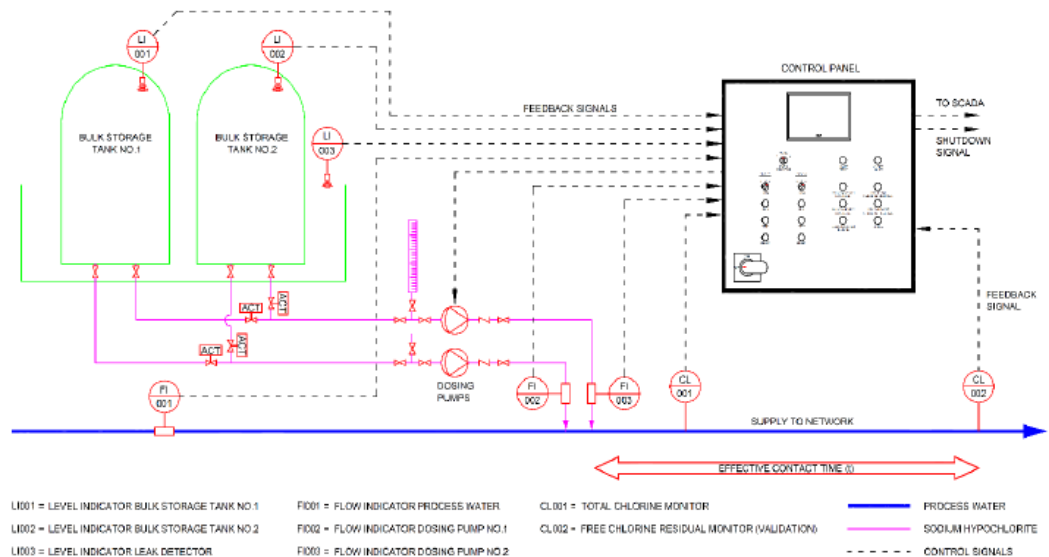 LI
001
LI
002
CONTROL PANEL
BULK STORAGE
TANK NO.1
BULK STORAGE
TANK NO.2
LI
003
FEEDBACK SIGNALS
TO SCADA
SHUTDOWN
SIGNAL
FEEDBACK
SIGNAL
ACT
ACT
ACT
ACT
DOSING
PUMPS
FI
001
FI
002
FI
003
CL
001
CL
002
SUPPLY TO NETWORK
EFFECTIVE CONTACT TIME (t)
LI001 = LEVEL INDICATOR BULK STORAGE TANK NO.1
FI001 = FLOW INDICATOR PROCESS WATER
CL001 = TOTAL CHLORINE MONITOR
PROCESS WATER
LI002 = LEVEL INDICATOR BULK STORAGE TANK NO.2
FI002 = FLOW INDICATOR DOSING PUMP NO.1
CL002 = FREE CHLORINE RESIDUAL MONITOR (VALIDATION)
SODIUM HYPOCHLORITE
LI003 = LEVEL INDICATOR LEAK DETECTOR
FI003 = FLOW INDICATOR DOSING PUMP NO.2
CONTROL SIGNALS